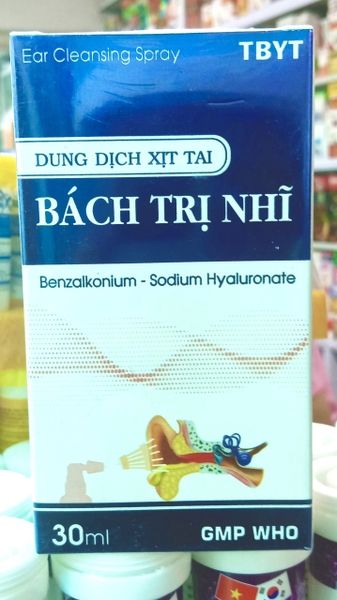 Ear Cleansing Spray
TBYT
DUNG DỊCH XỊT TAI
BÁCH TRỊ NHĨ
Benzalkonium - Sodium Hyaluronate
30ml
GMP WHO